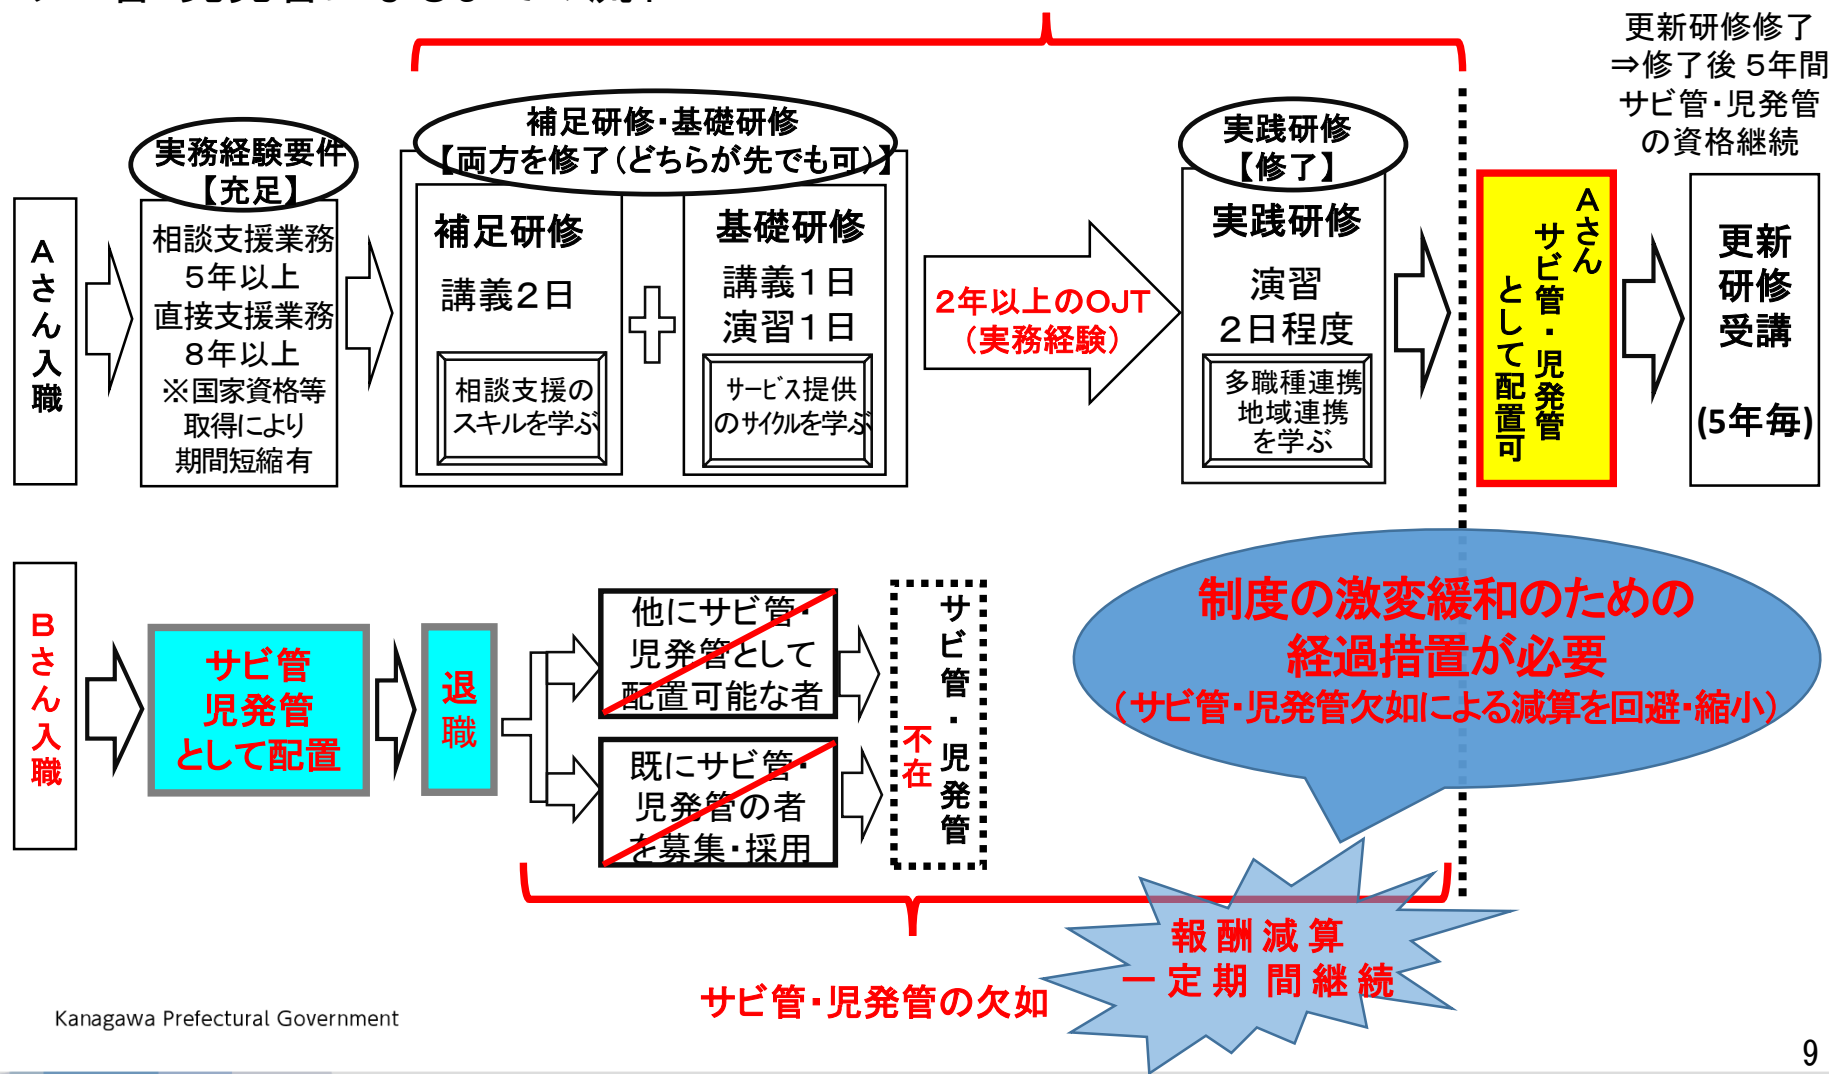 更新研修修了
⇒修了後 5年間
サビ管・児発管
の資格継続
実務経験要件
【充足】
補足研修・基礎研修
【両方を修了（どちらが先でも可）】
実践研修
【修了】
Aさん入職
相談支援業務
5年以上
直接支援業務
8年以上
※国家資格等
取得により
期間短縮有
補足研修
講義2日
相談支援の
スキルを学ぶ
基礎研修
講義1日
演習1日
サービス提供
のサイクルを学ぶ
2年以上のOJT
（実務経験）
実践研修
演習
2日程度
多職種連携
地域連携
を学ぶ
Aさん
サビ管・児発管
として配置可
更新
研修
受講
(5年毎)
Bさん入職
サビ管
児発管
として配置
退職
他にサビ管・
児発管として
配置可能な者
既にサビ管・
児発管の者
を募集・採用
サビ管・児発管
不在
制度の激変緩和のための
経過措置が必要
（サビ管・児発管欠如による減算を回避・縮小）
報酬減算
一定期間継続
サビ管・児発管の欠如
Kanagawa Prefectural Government
9